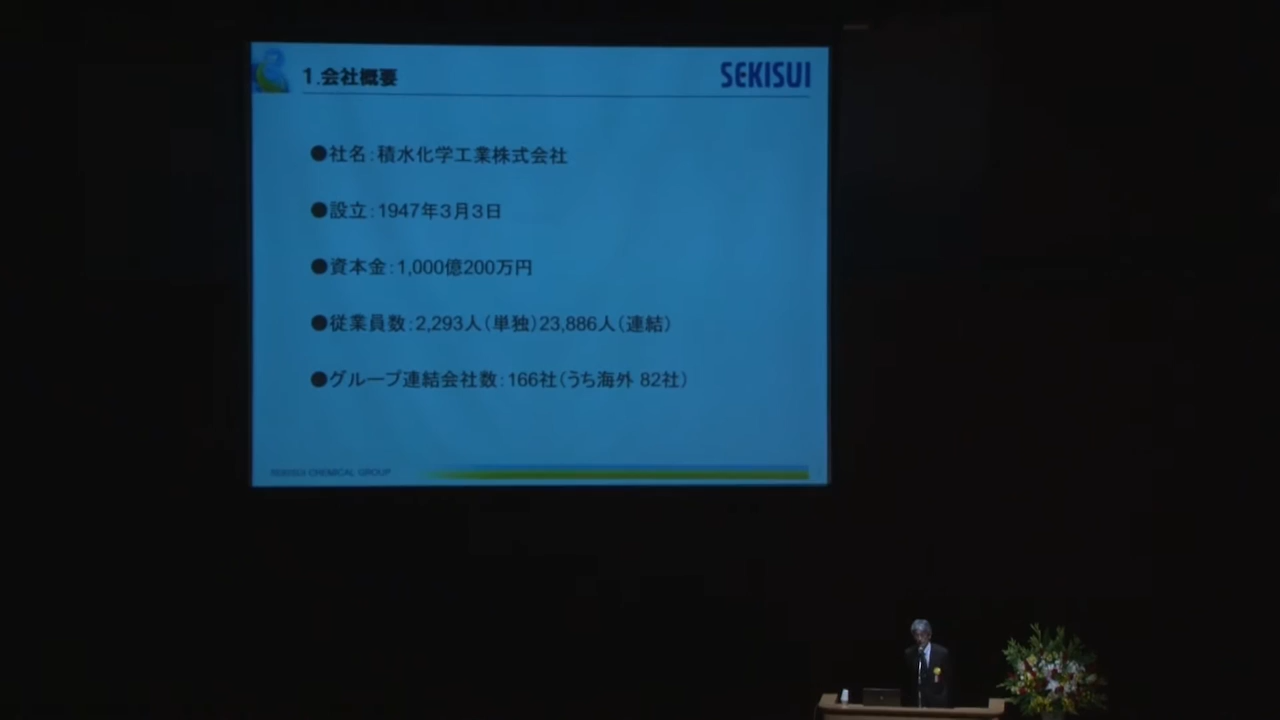 1.会社概要
SEKISUI
●社名:積水化学工業株式会社
●設立:1947年3月3日
●資本金:1,000億200万円
●従業員数:2,293人(単独)23,886人(連結)
●グループ連結会社数:166社(うち海外 82社)
SEKISUI CHEMICAL GROUP